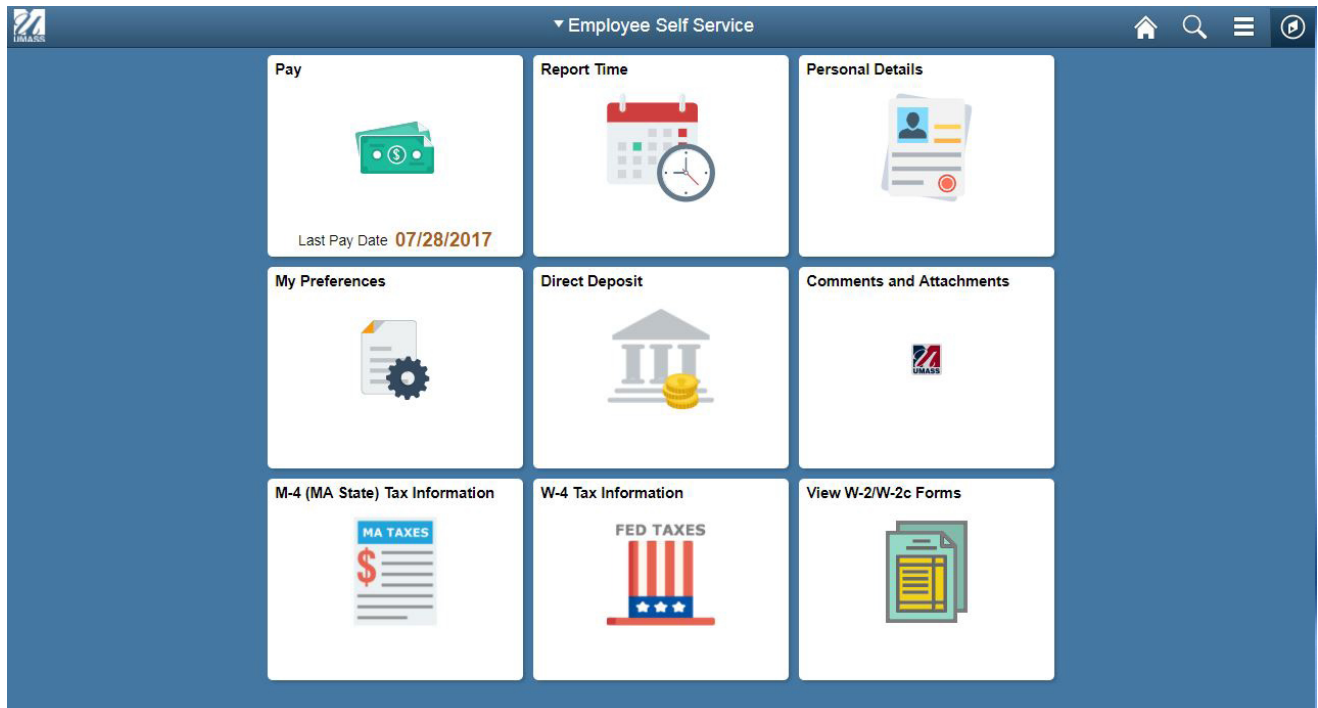 UMASS
Employee Self Service
Pay
Last Pay Date 07/28/2017
Report Time
Personal Details
My Preferences
Direct Deposit
Comments and Attachments
UMASS
M-4 (MA State) Tax Information
MA TAXES
$
W-4 Tax Information
FED TAXES
View W-2/W-2c Forms